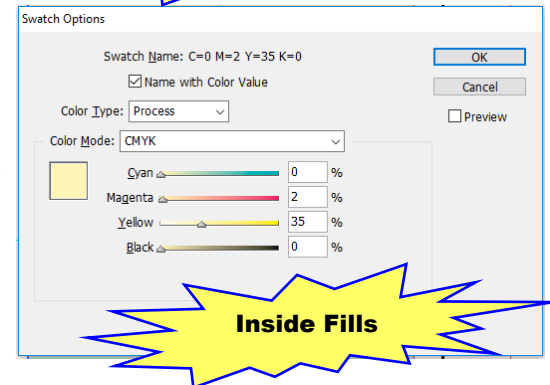 Swatch Options
Swatch Name: C=0 M=2 Y=35 K=0
OK
Name with Color Value
Cancel
Color Type: Process
Preview
Color Mode: CMYK
Cyan 0 %
Magenta 2 %
Yellow 35 %
Black 0 %
Inside Fills